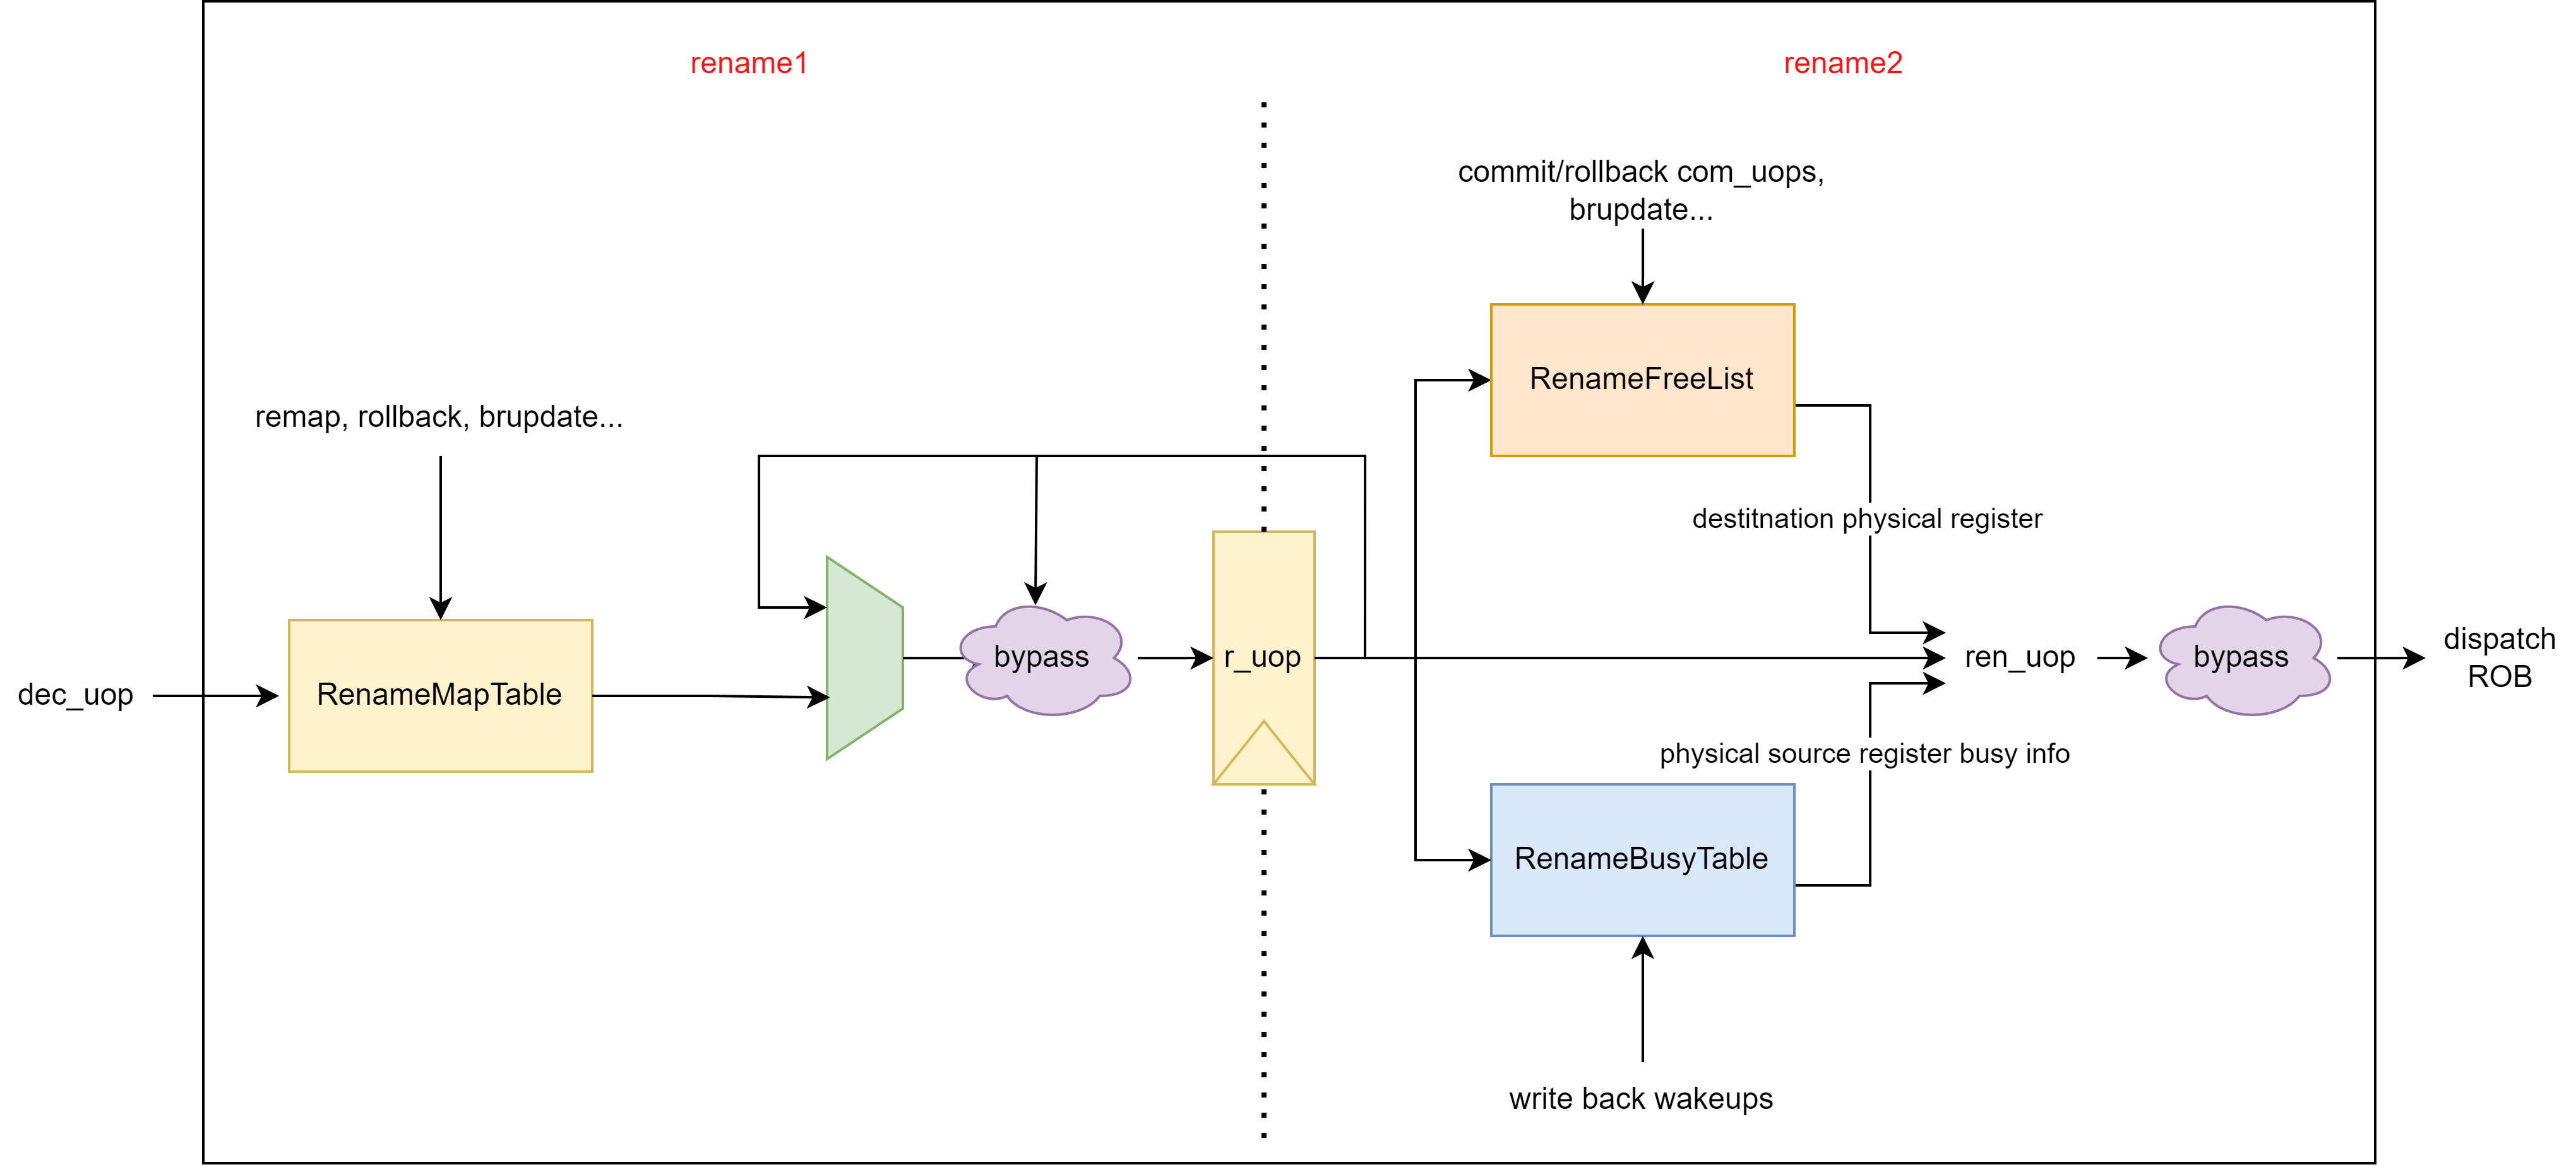 rename1
rename2
commit/rollback com_uops,
brupdate...
RenameFreeList
remap, rollback, brupdate...
destitnation physical register
dec_uop
RenameMapTable
bypass
r_uop
ren_uop
bypass
dispatch
ROB
physical source register busy info
RenameBusyTable
write back wakeups